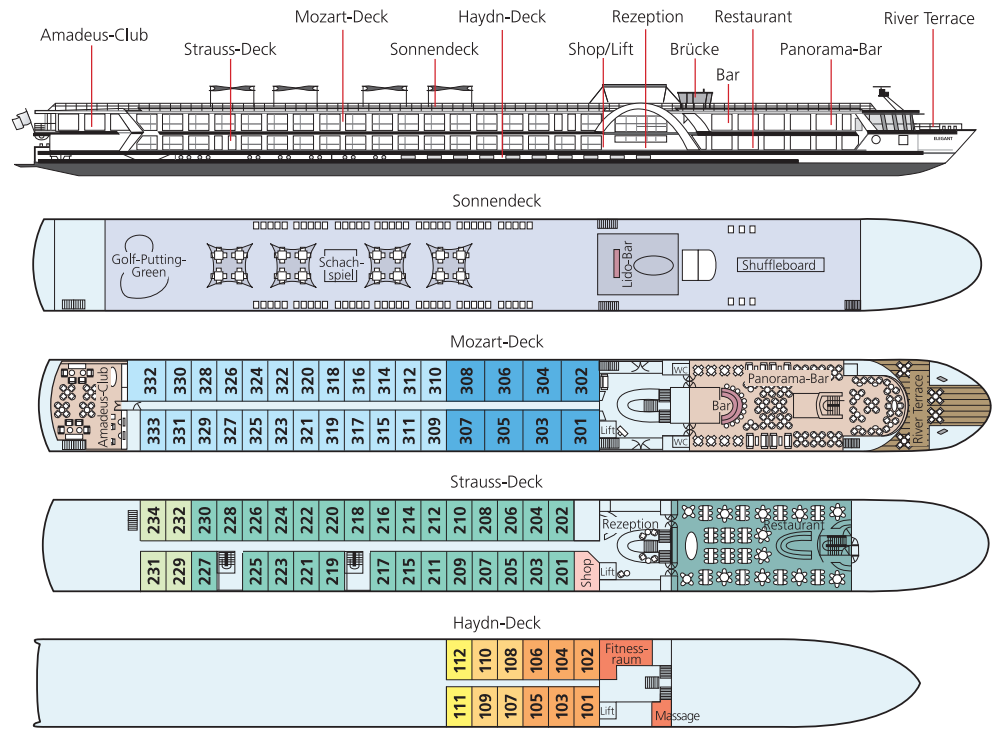 Mozart-Deck
Haydn-Deck
Rezeption
Restaurant
River Terrace
Amadeus-Club
Strauss-Deck
Sonnendeck
Shop/Lift
Brücke
Panorama-Bar
Bar
ELEGANT
Sonnendeck
Golf-Putting-
Green
Schach-
spiel
Lido-Bar
Shuffleboard
Mozart-Deck
Amadeus-Club
332 330 328 326 324 322 320 318 316 314 312 310 308 306 304 302
333 331 329 327 325 323 321 319 317 315 311 309 307 305 303 301
WC
Lift
WC
Bar
Panorama-Bar
River Terrace
Strauss-Deck
234 232 230 228 226 224 222 220 218 216 214 212 210 208 206 204 202
231 229 227 225 223 221 219 217 215 211 209 207 205 203 201
Shop
Rezeption
Lift
Restaurant
Haydn-Deck
112 110 108 106 104 102
111 109 107 105 103 101
Fitness-
raum
Lift
Massage